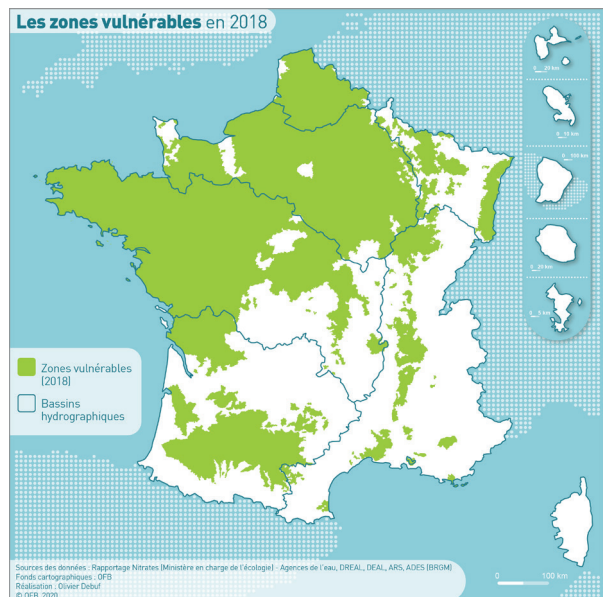 Les zones vulnérables en 2018
0 20 km
0 10 km
0 100 km
0 20 km
0 5 km
Zones vulnérables
(2018)
Bassins
hydrographiques
Sources des données : Rapportage Nitrates (Ministère en charge de l'écologie) - Agences de l'eau, DREAL, DEAL, ARS, ADES (BRGM)
Fonds cartographiques : OFB
Réalisation : Olivier Debuf
© OFB, 2020
0 100 km